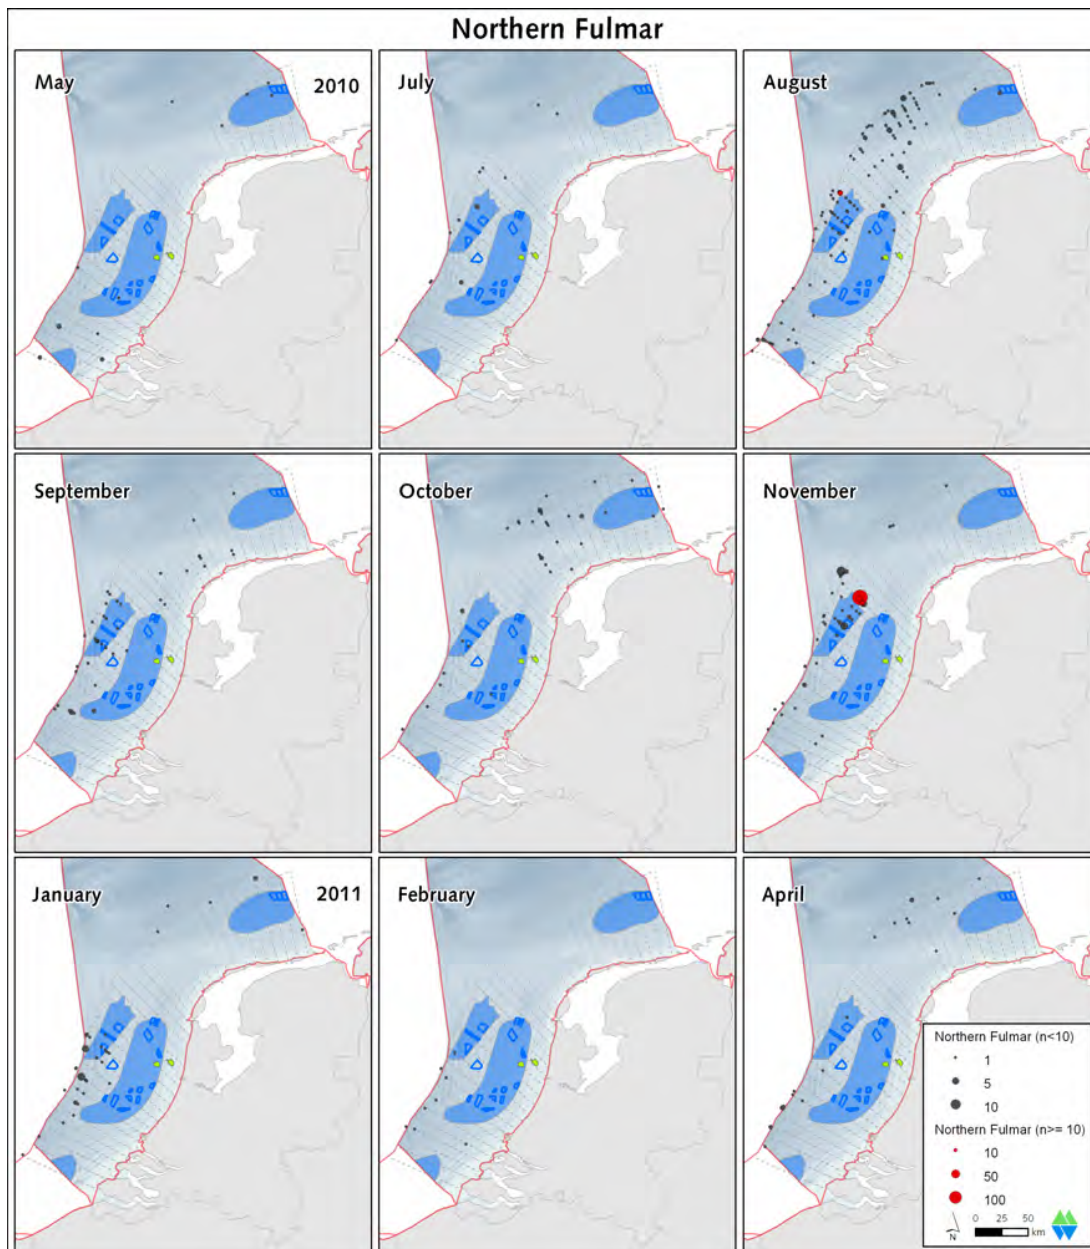 Northern Fulmar
May
2010
July
August
September
October
November
January
2011
February
April
Northern Fulmar (n<10)
1
5
10
Northern Fulmar (n>= 10)
10
50
100
N
0 25 50
km